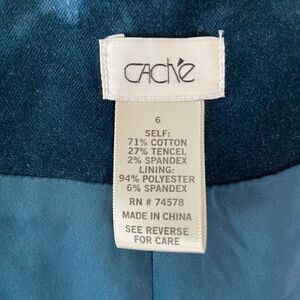 CACHÉ
6
SELF:
71% COTTON
27% TENCEL
2% SPANDEX
LINING:
94% POLYESTER
6% SPANDEX
RN # 74578
MADE IN CHINA
SEE REVERSE
FOR CARE